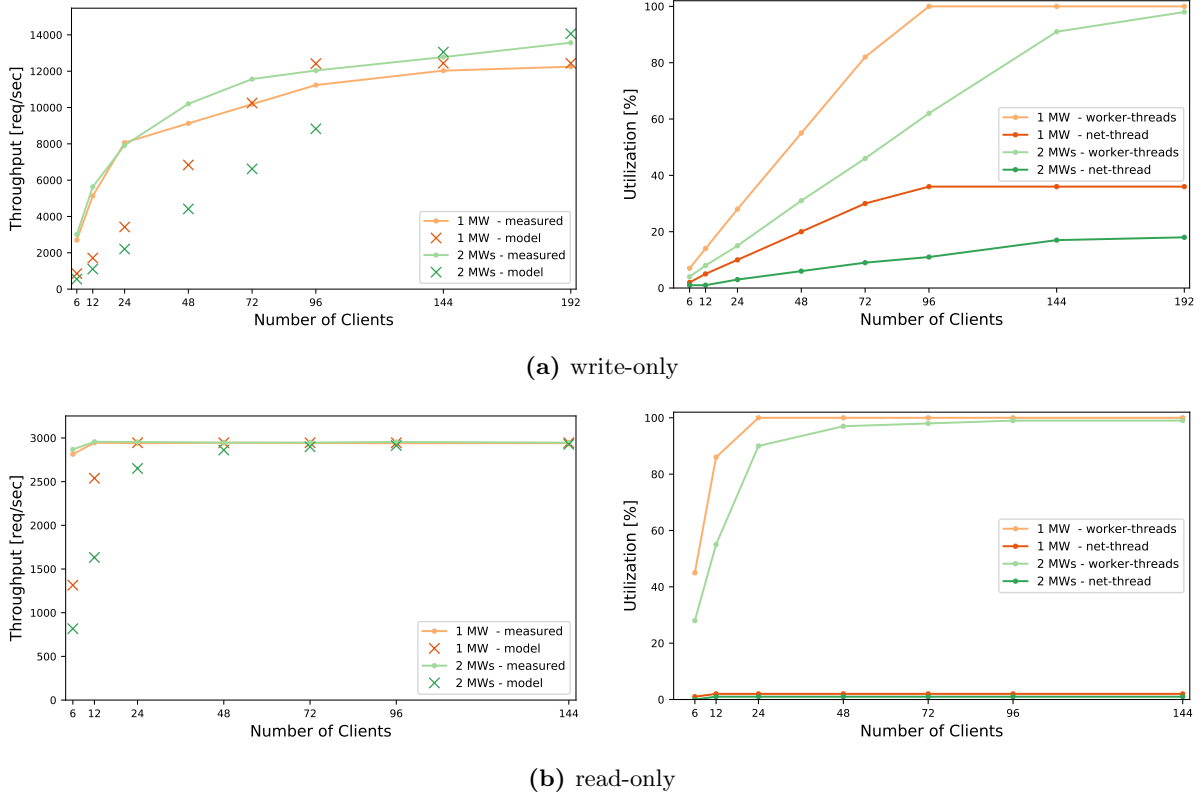 14000
12000
10000
8000
6000
4000
2000
0
Throughput [req/sec]
1 MW - measured
1 MW - model
2 MWs - measured
2 MWs - model
6 12 24 48 72 96 144 192
Number of Clients
100
80
60
40
20
0
Utilization [%]
1 MW - worker-threads
1 MW - net-thread
2 MWs - worker-threads
2 MWs - net-thread
6 12 24 48 72 96 144 192
Number of Clients
(a) write-only
3000
2500
2000
1500
1000
500
0
Throughput [req/sec]
1 MW - measured
1 MW - model
2 MWs - measured
2 MWs - model
6 12 24 48 72 96 144
Number of Clients
100
80
60
40
20
0
Utilization [%]
1 MW - worker-threads
1 MW - net-thread
2 MWs - worker-threads
2 MWs - net-thread
6 12 24 48 72 96 144
Number of Clients
(b) read-only